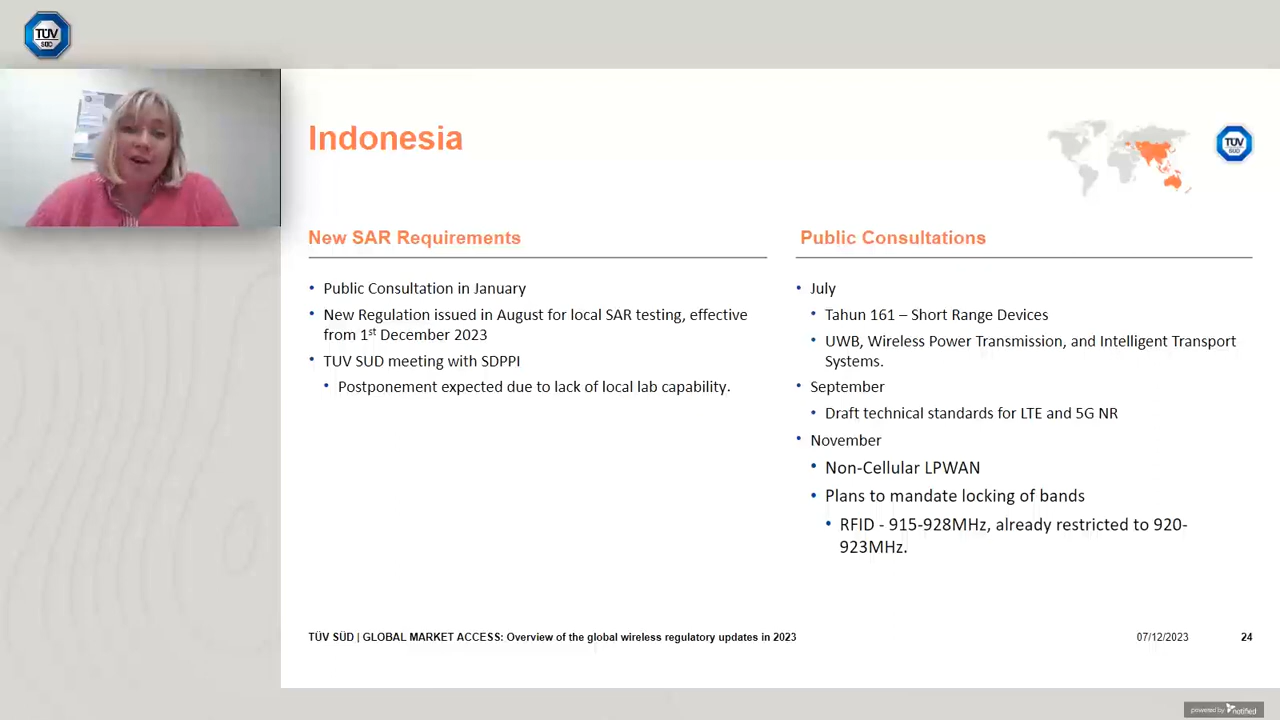 TÜV
SÜD
Indonesia
TÜV
SÜD
New SAR Requirements
• Public Consultation in January
• New Regulation issued in August for local SAR testing, effective
from 1st December 2023
• TUV SUD meeting with SDPPI
• Postponement expected due to lack of local lab capability.
Public Consultations
• July
• Tahun 161 – Short Range Devices
• UWB, Wireless Power Transmission, and Intelligent Transport
Systems.
• September
• Draft technical standards for LTE and 5G NR
• November
• Non-Cellular LPWAN
• Plans to mandate locking of bands
• RFID - 915-928MHz, already restricted to 920-
923MHz.
TÜV SÜD | GLOBAL MARKET ACCESS: Overview of the global wireless regulatory updates in 2023
07/12/2023
24
powered by notified